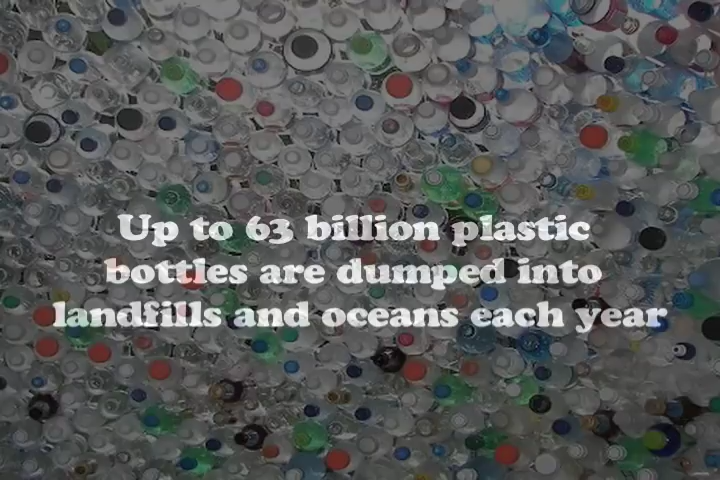 Up to 63 billion plastic
bottles are dumped into
landfills and oceans each year